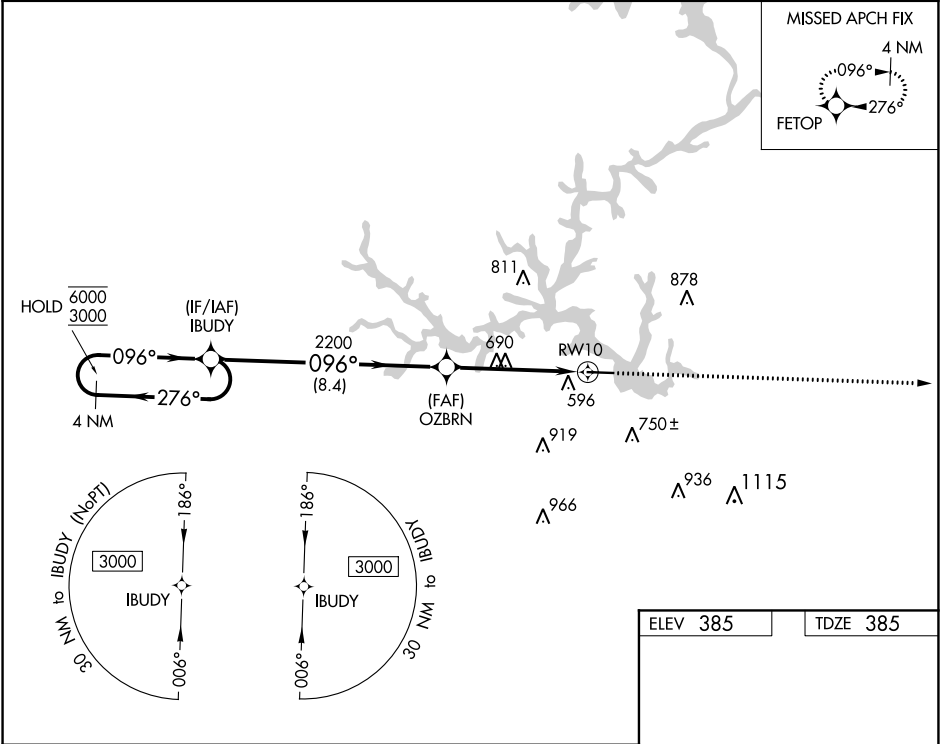 MISSED APCH FIX
4 NM
096°
276°
FETOP
811
878
HOLD 6000
3000
(IF/IAF)
IBUDY
096°
276°
4 NM
2200
096°
(8.4)
690
(FAF)
OZBRN
RW10
596
919
750±
966
936
1115
30 NM to IBUDY (NoPT)
186°
3000
IBUDY
006°
186°
3000
IBUDY
006°
30 NM to IBUDY
ELEV 385
TDZE 385